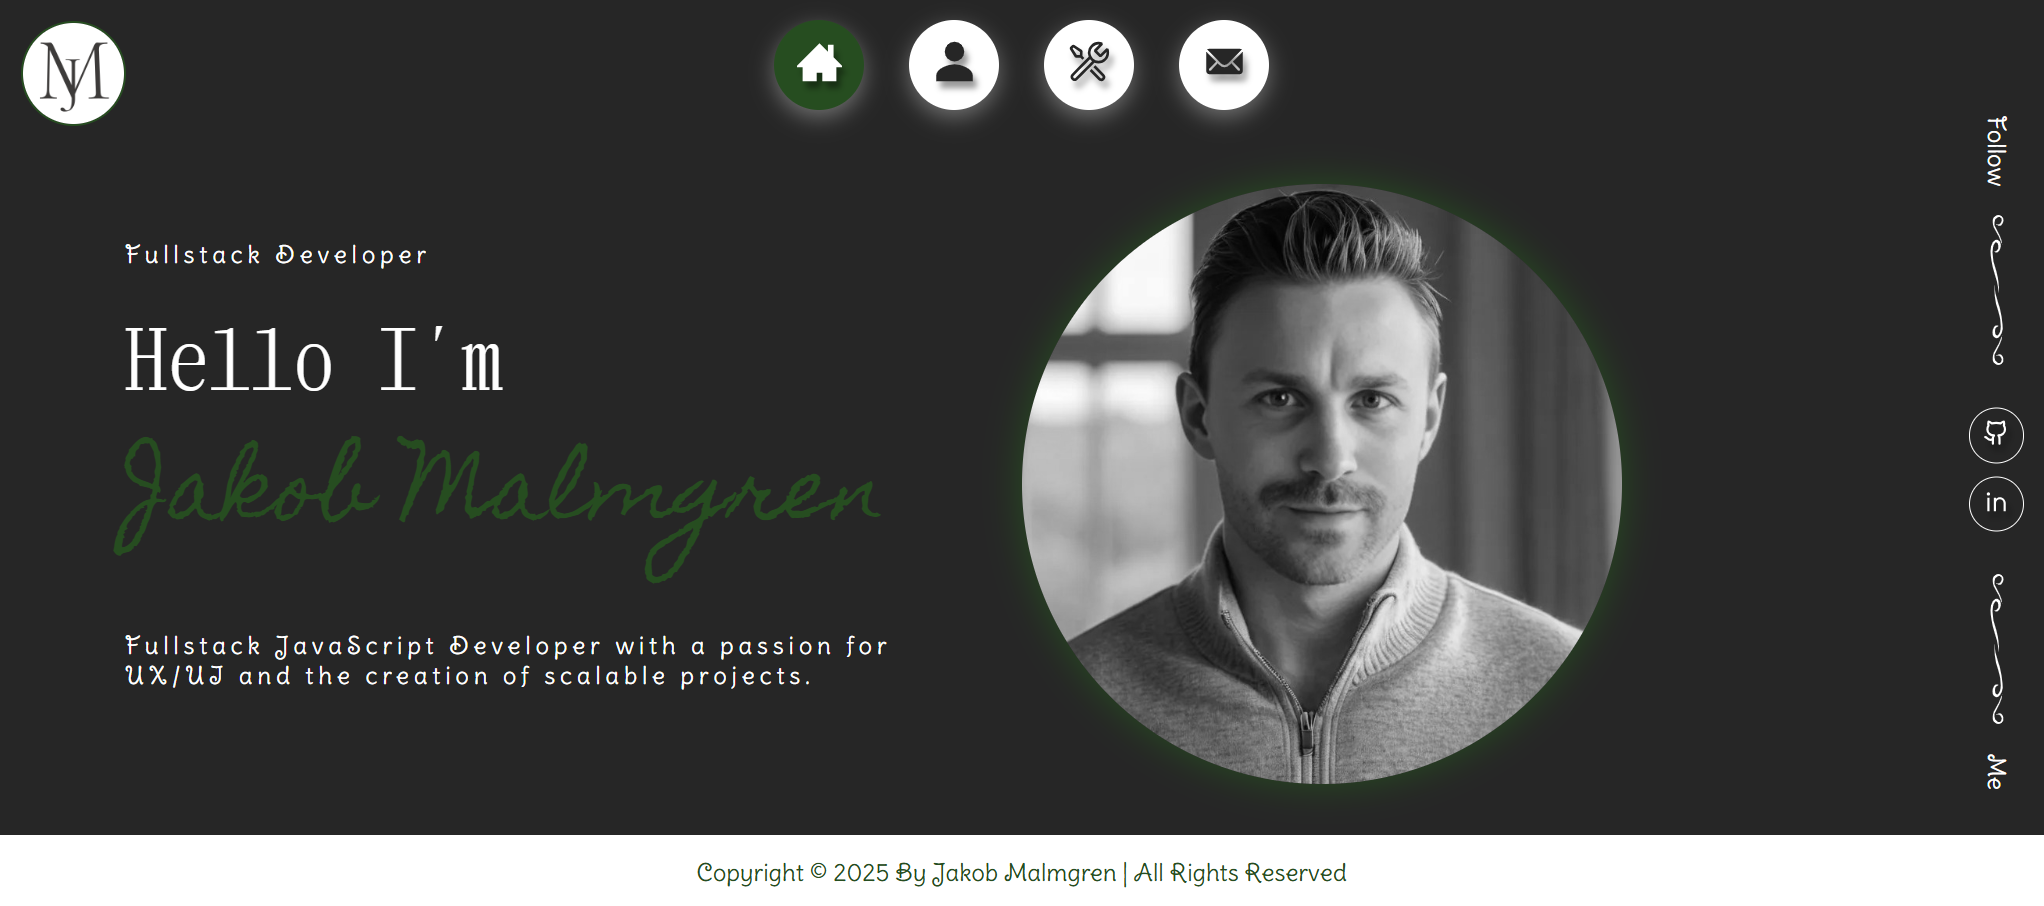 MJ
Fullstack Developer
Hello I'm
Jakob Malmgren
Fullstack JavaScript Developer with a passion for
UX/UI and the creation of scalable projects.
Follow
in
Me
Copyright © 2025 By Jakob Malmgren | All Rights Reserved